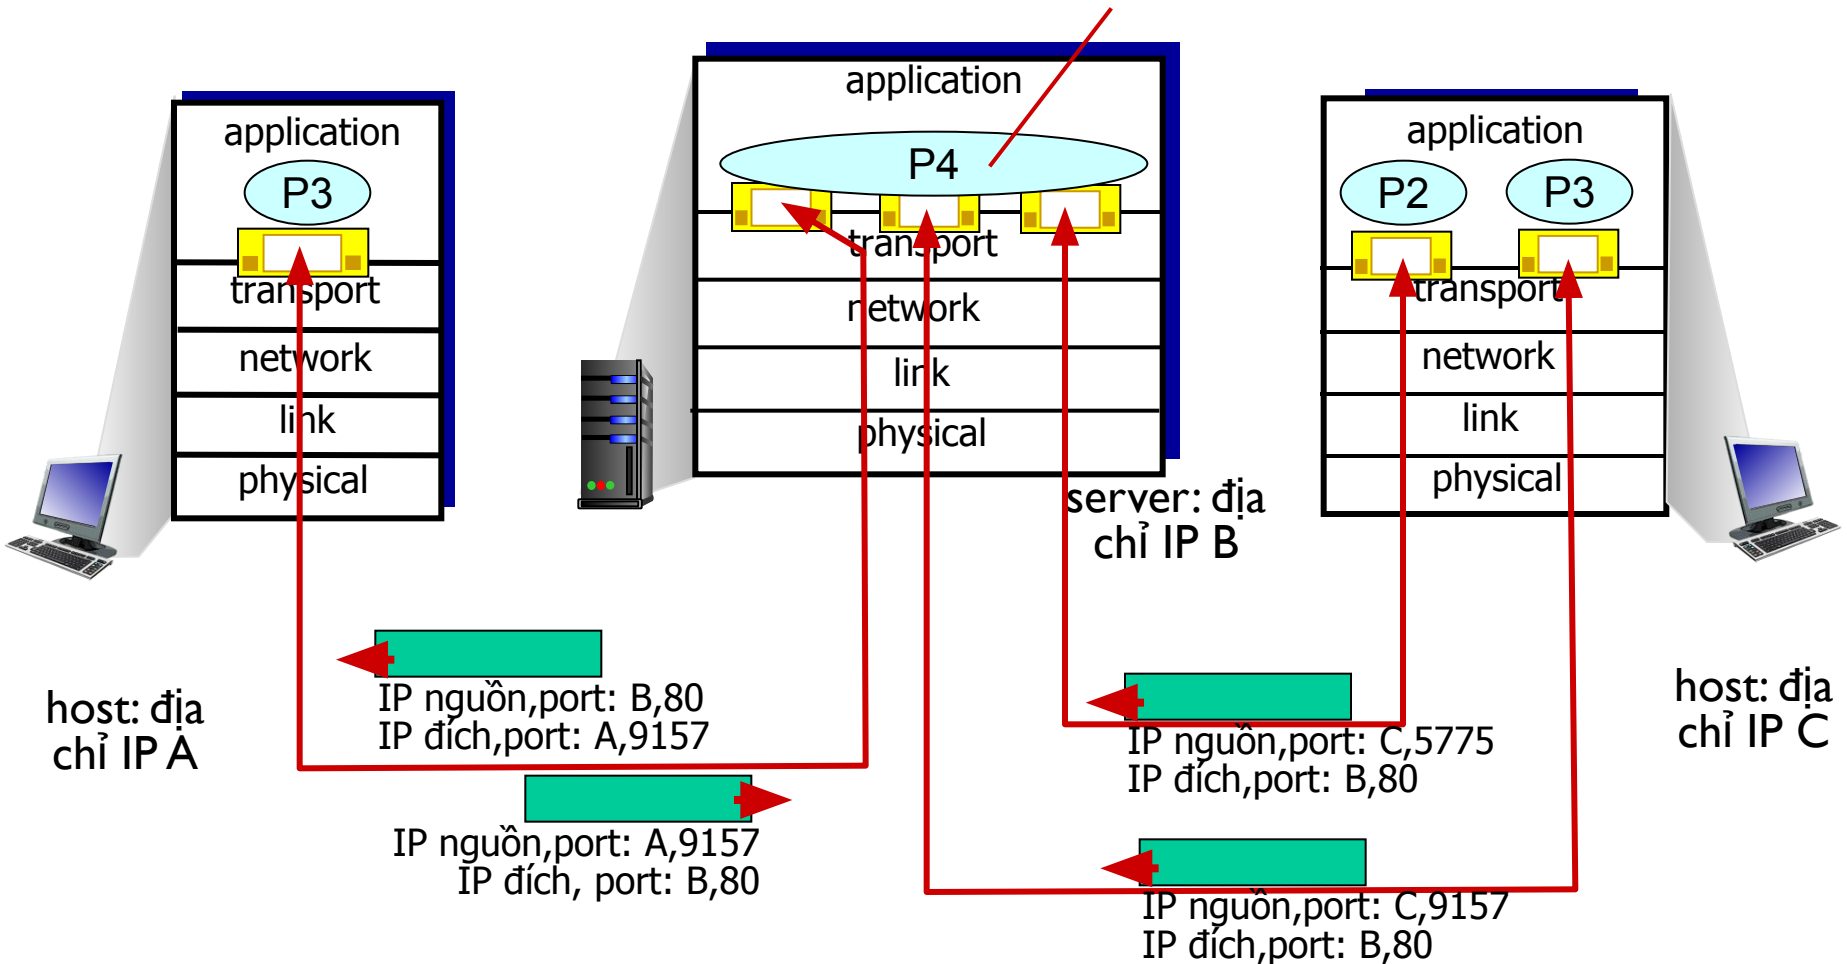 application
P3
transport
network
link
physical
application
P4
transport
network
link
physical
server: địa
chỉ IP B
application
P2
P3
transport
network
link
physical
host: địa
chỉ IP A
IP nguồn,port: B,80
IP đích,port: A,9157
IP nguồn,port: A,9157
IP đích, port: B,80
IP nguồn,port: C,5775
IP đích,port: B,80
IP nguồn,port: C,9157
IP đích,port: B,80
host: địa
chỉ IP C